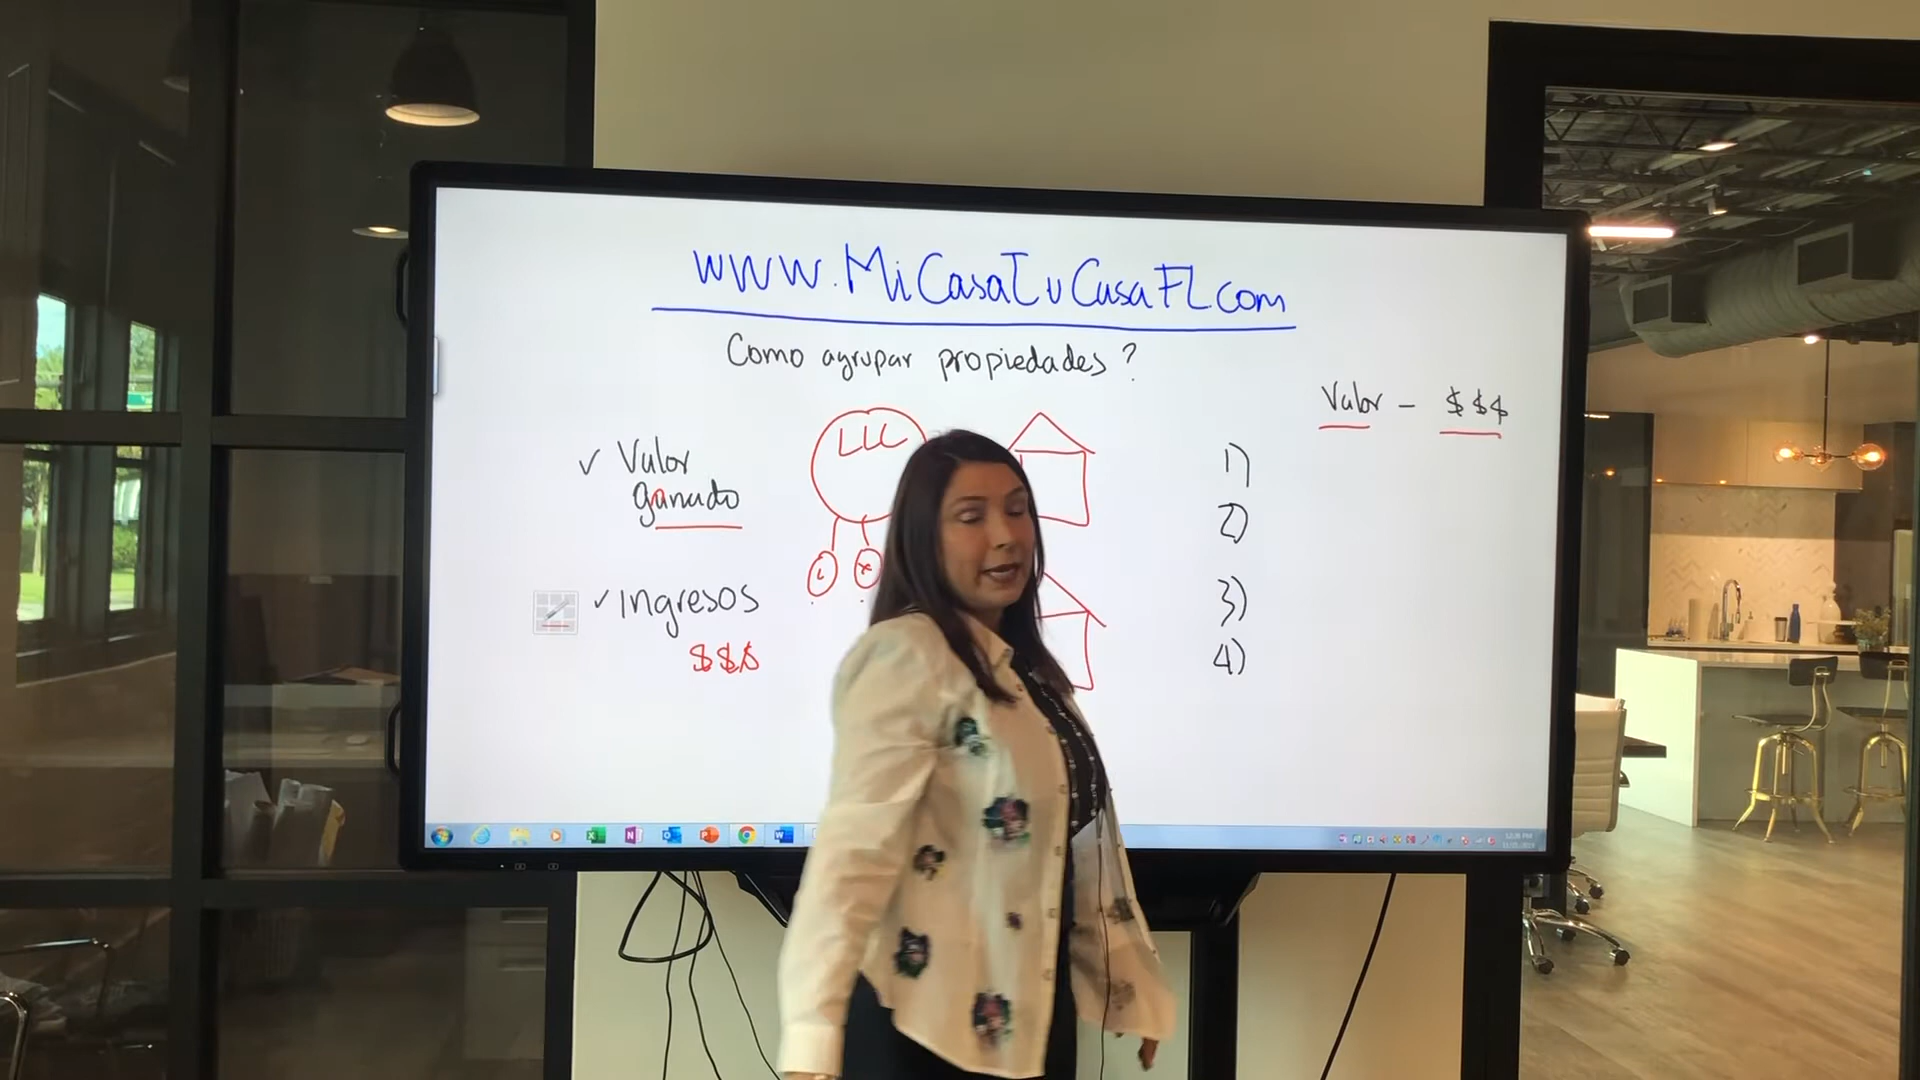 www.MiCasaTuCasaFL.com
Como agrupar propiedades?
Valor - $$$
✓ Valor
ganado
LLC
L
x
✓ Ingresos
$$$
1)
2)
3)
4)